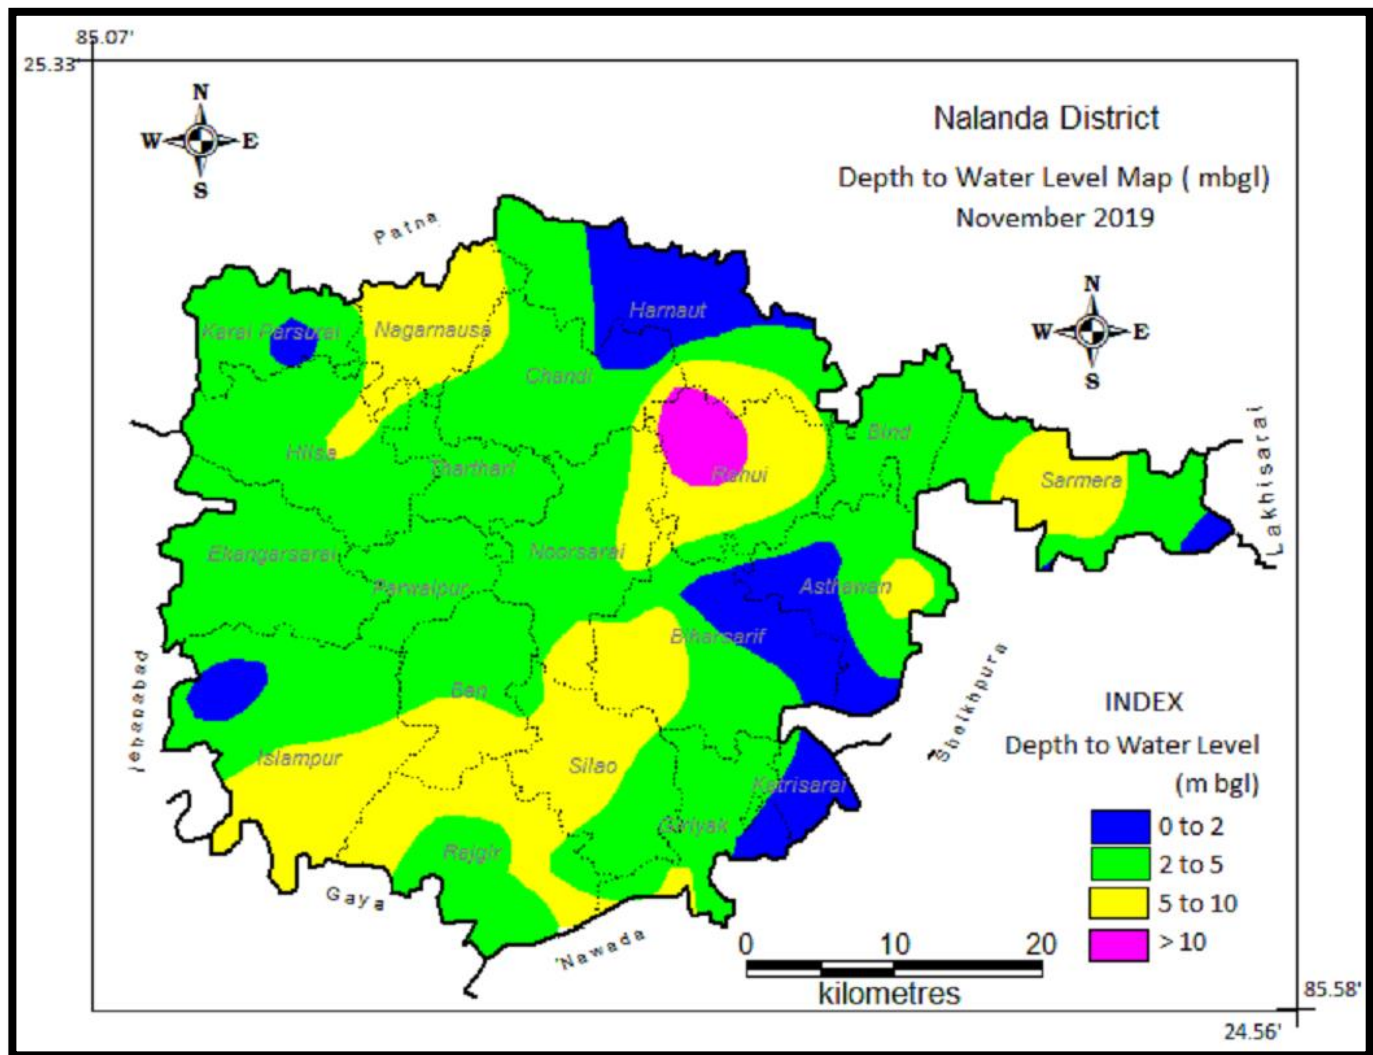 85.07'
25.33'
N
W E
S
Nalanda District
Depth to Water Level Map ( mbgl)
November 2019
Patna
N
W E
S
Harnaut
Karai Parsurai
Nagarnausa
Chandi
Bind
Hilsa
Tharthari
Rahui
Sarmera
Lakhisarai
Ekangarsarai
Noorsarai
Parwalpur
Asthawan
Biharsarif
Jehanabad
Ben
Sheikhpura
Islampur
Silao
Katrisarai
Giriyak
Rajgir
Gaya
Nawada
INDEX
Depth to Water Level
(m bgl)
0 to 2
2 to 5
5 to 10
> 10
0 10 20
kilometres
85.58'
24.56'